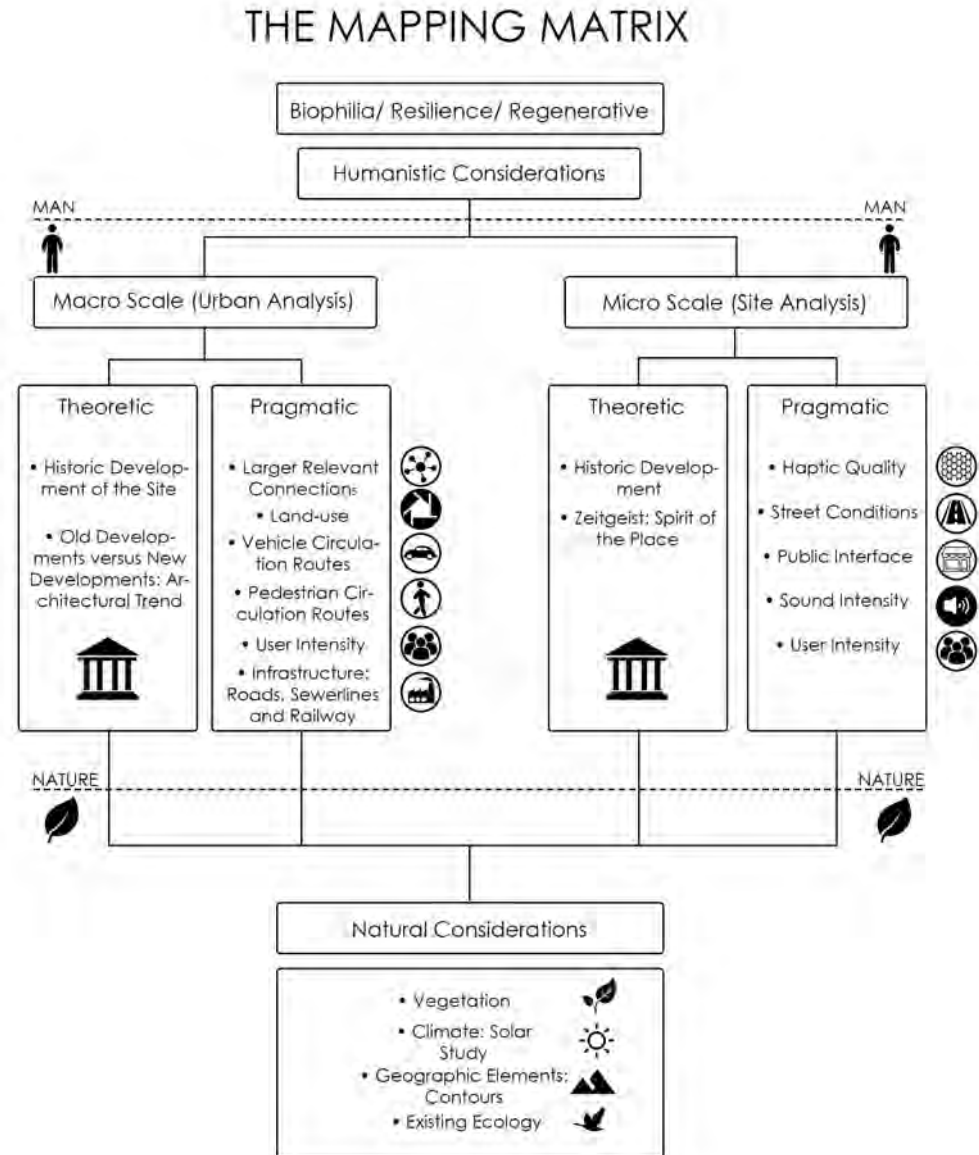 THE MAPPING MATRIX
Biophilia/ Resilience/ Regenerative
Humanistic Considerations
MAN
MAN
Macro Scale (Urban Analysis)
Micro Scale (Site Analysis)
Theoretic
• Historic Develop-
ment of the Site
• Old Develop-
ments versus New
Developments: Ar-
chitectural Trend
Pragmatic
• Larger Relevant
Connections
• Land-use
• Vehicle Circula-
tion Routes
• Pedestrian Cir-
culation Routes
• User Intensity
• Infrastructure:
Roads, Sewerlines
and Railway
Theoretic
• Historic Develop-
ment
• Zeitgeist: Spirit of
the Place
Pragmatic
• Haptic Quality
• Street Conditions
• Public Interface
• Sound Intensity
• User Intensity
NATURE
NATURE
Natural Considerations
• Vegetation
• Climate: Solar
Study
• Geographic Elements:
Contours
• Existing Ecology